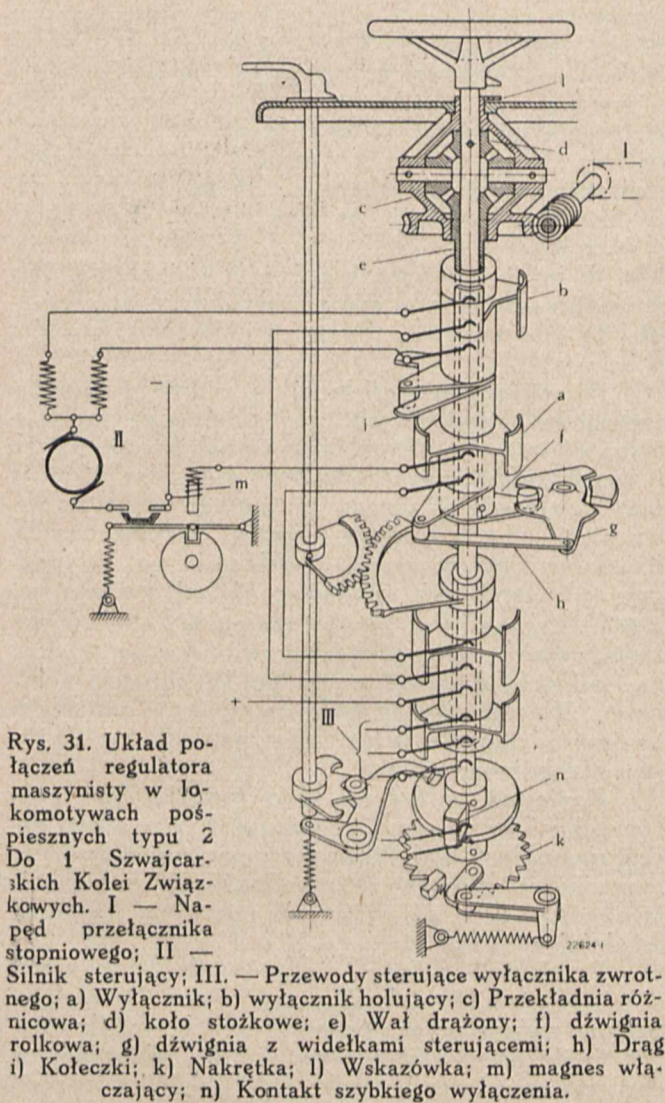 l
I
d
c
e
b
a
i
II
m
f
g
h
−
+
III
n
k
22624 I
Rys. 31. Układ po-
łączeń regulatora
maszynisty w lo-
komotywach poś-
piesznych typu 2
Do 1 Szwajcar-
skich Kolei Związ-
kowych. I — Na-
pęd przełącznika
stopniowego; II —
Silnik sterujący; III. — Przewody sterujące wyłącznika zwrot-
nego; a) Wyłącznik; b) wyłącznik holujący; c) Przekładnia róż-
nicowa; d) koło stożkowe; e) Wał drążony; f) dźwignia
rolkowa; g) dźwignia z widełkami sterującemi; h) Drąg
i) Kołeczki; k) Nakrętka; l) Wskazówka; m) magnes włą-
czający; n) Kontakt szybkiego wyłączenia.